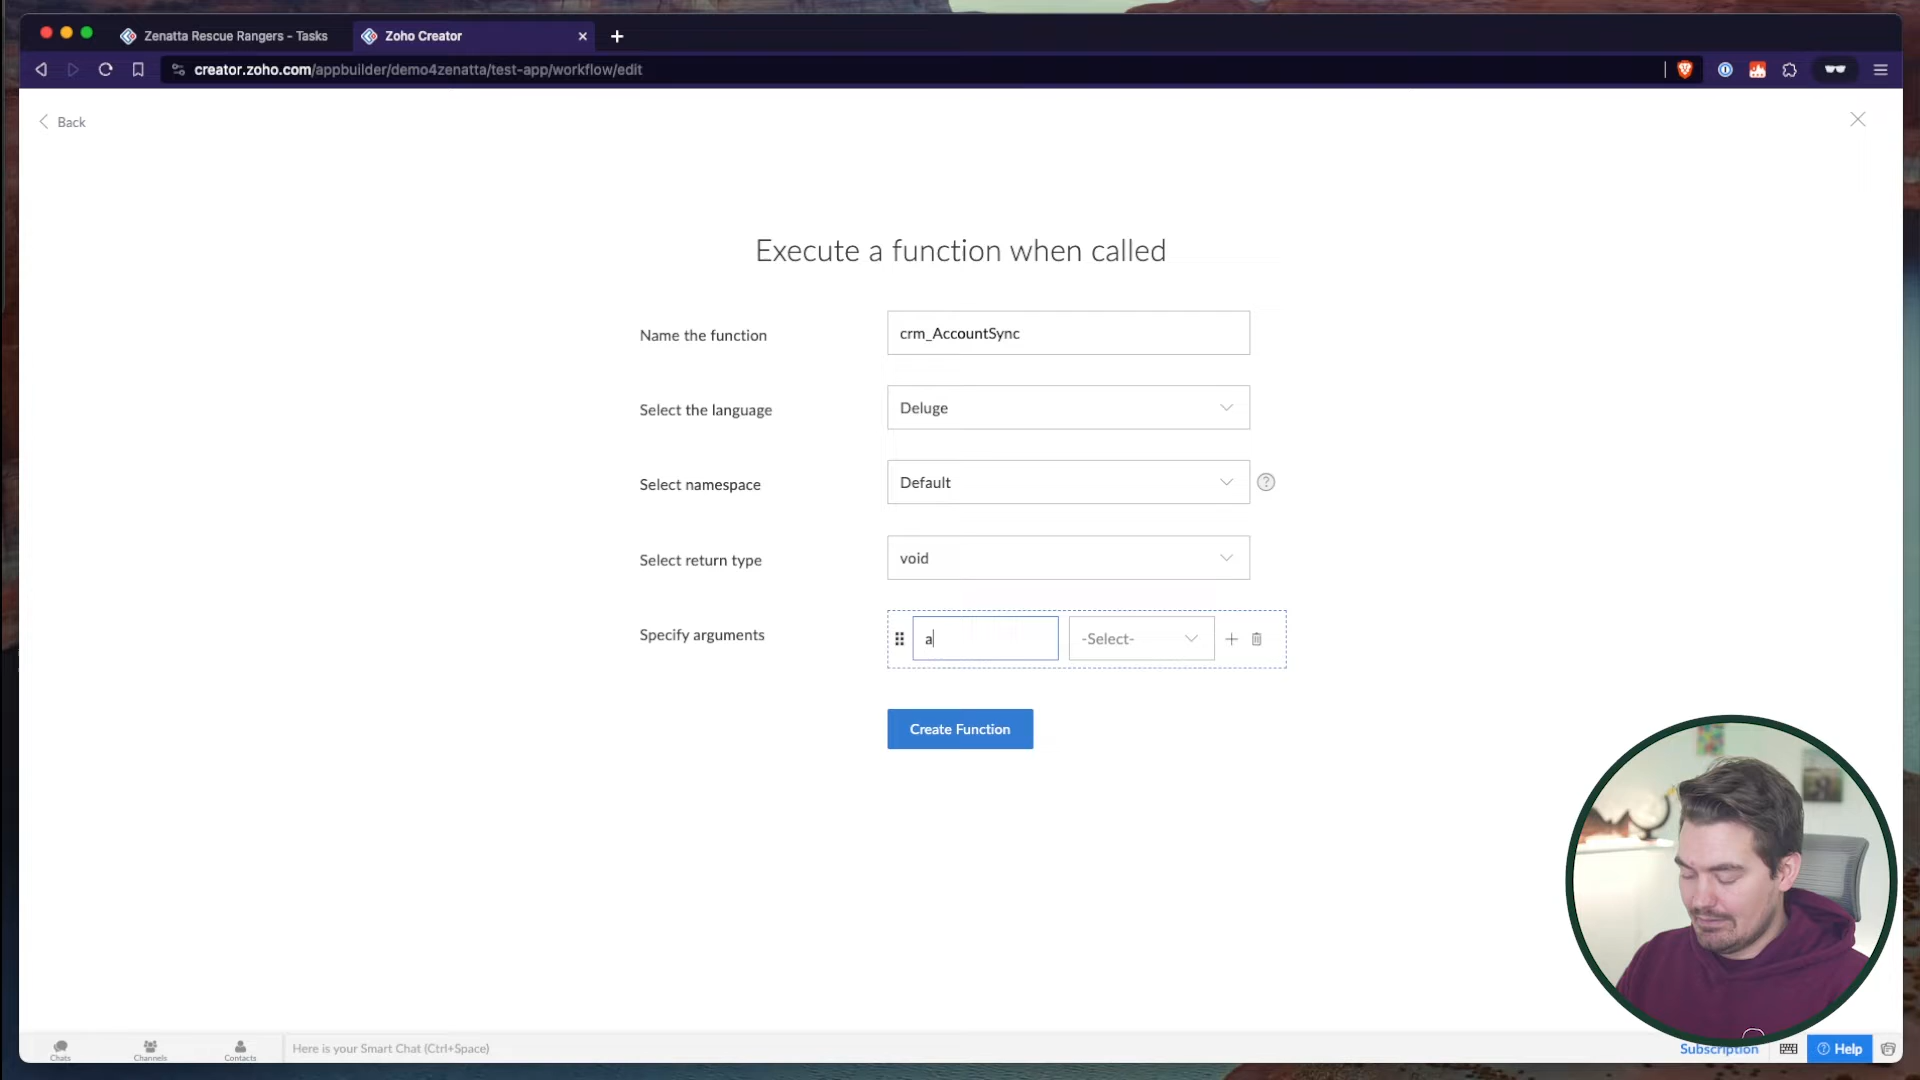 Zenatta Rescue Rangers - Tasks
Zoho Creator
creator.zoho.com/appbuilder/demo4zenatta/test-app/workflow/edit
Back
Execute a function when called
Name the function
crm_AccountSync
Select the language
Deluge
Select namespace
Default
?
Select return type
void
Specify arguments
a
-Select-
Create Function
Chats
Channels
Contacts
Here is your Smart Chat (Ctrl+Space)
Subscription
? Help